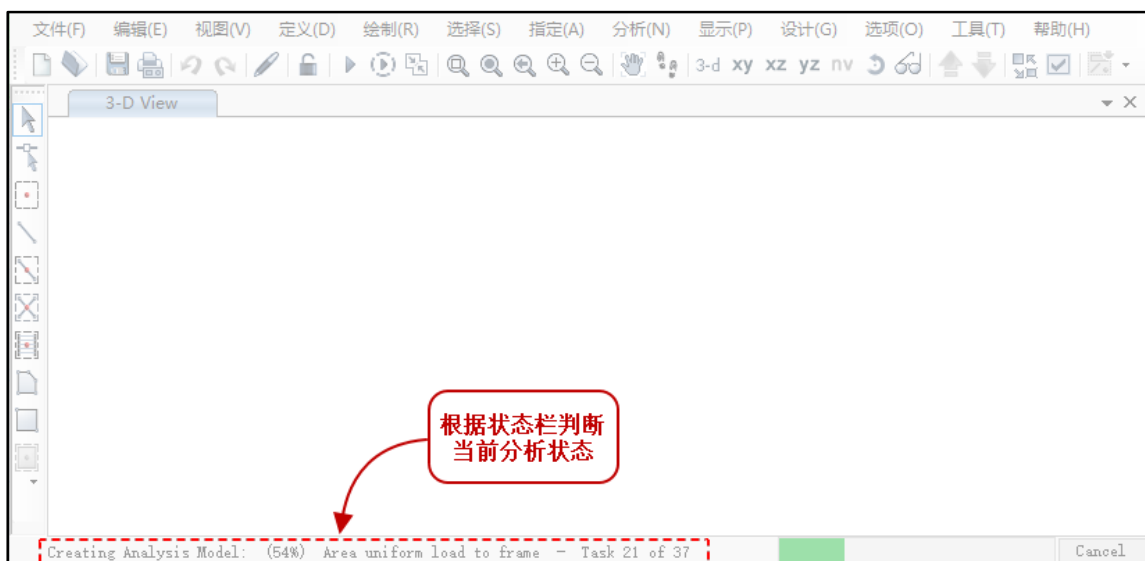 文件(F) 编辑(E) 视图(V) 定义(D) 绘制(R) 选择(S) 指定(A) 分析(N) 显示(P) 设计(G) 选项(O) 工具(T) 帮助(H)
3-d xy xz yz nv
3-D View
根据状态栏判断
当前分析状态
Creating Analysis Model: (54%) Area uniform load to frame - Task 21 of 37 Cancel